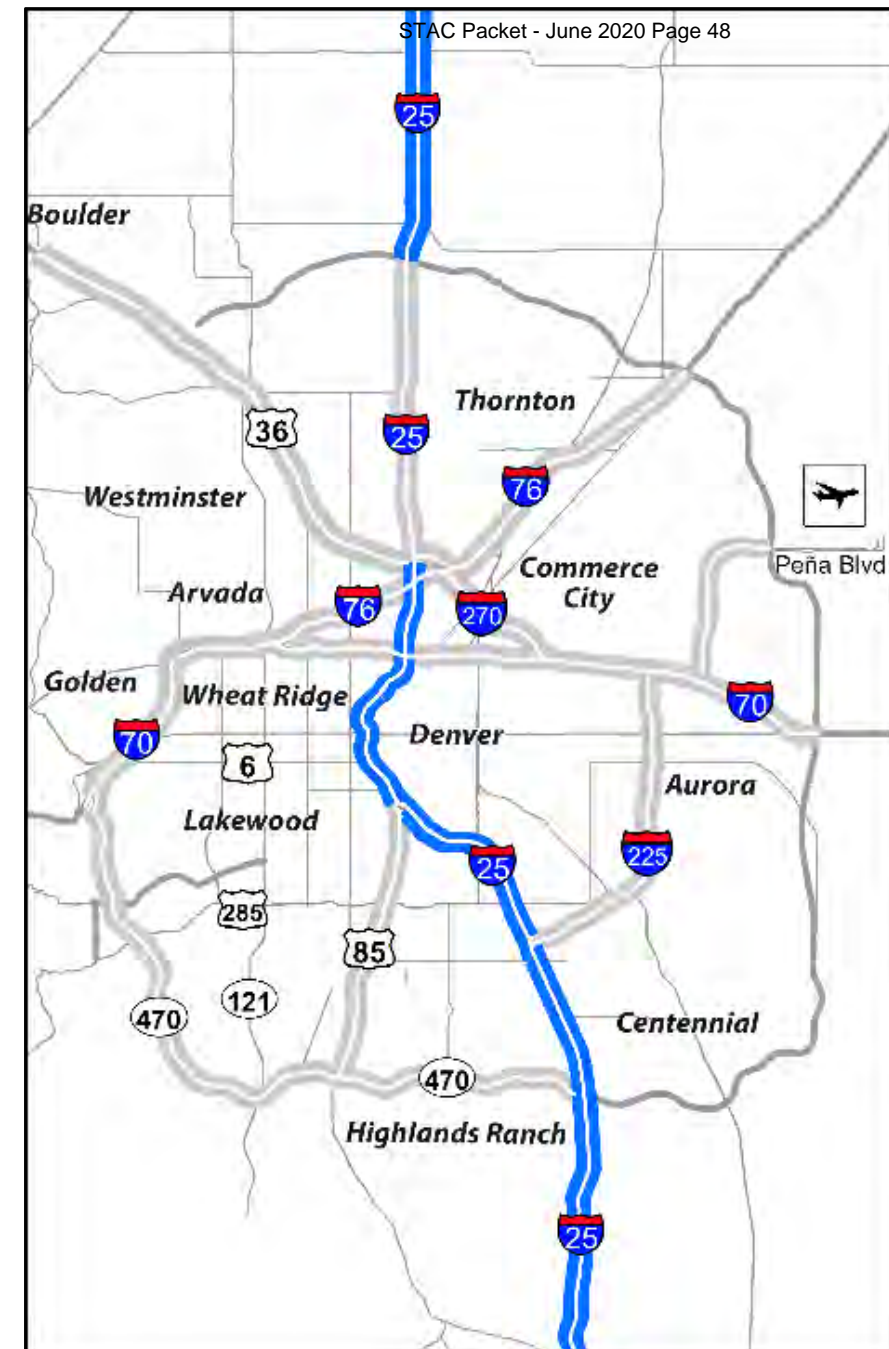 STAC Packet - June 2020 Page 48
25
Boulder
Thornton
36
25
76
Westminster
Peña Blvd
Commerce
City
Arvada
76
270
Golden
Wheat Ridge
70
70
Denver
6
Aurora
Lakewood
25
225
285
85
121
470
Centennial
470
Highlands Ranch
25